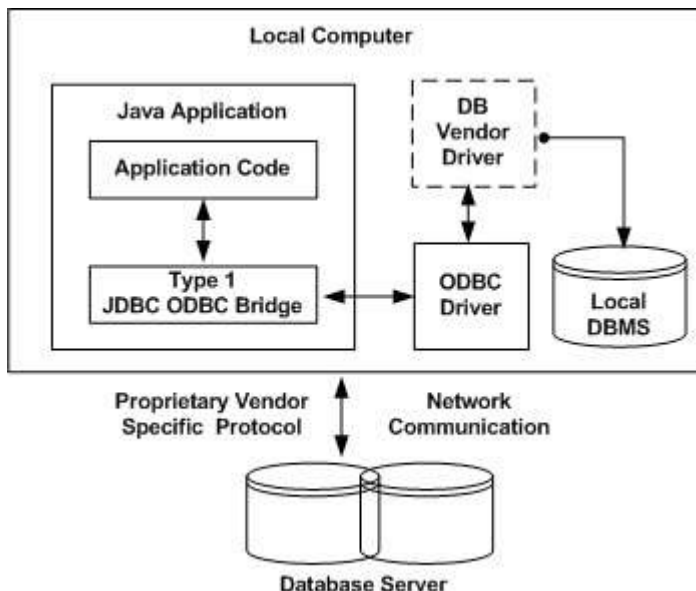 Local Computer
Java Application
Application Code
Type 1
JDBC ODBC Bridge
DB
Vendor
Driver
ODBC
Driver
Local
DBMS
Proprietary Vendor
Specific Protocol
Network
Communication
Database Server